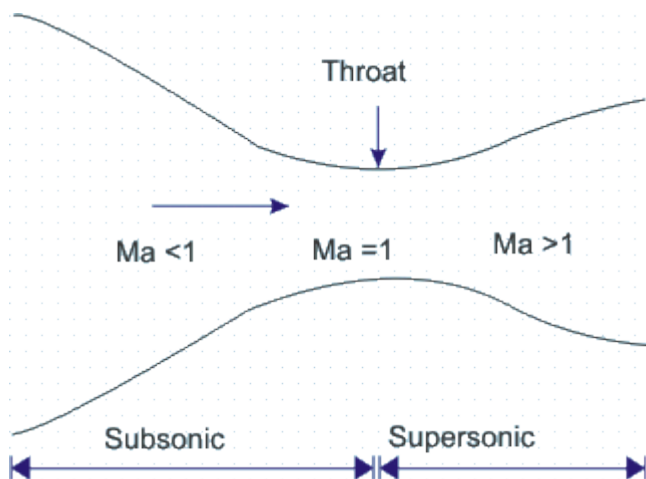 Throat
Ma <1
Ma =1
Ma >1
Subsonic
Supersonic